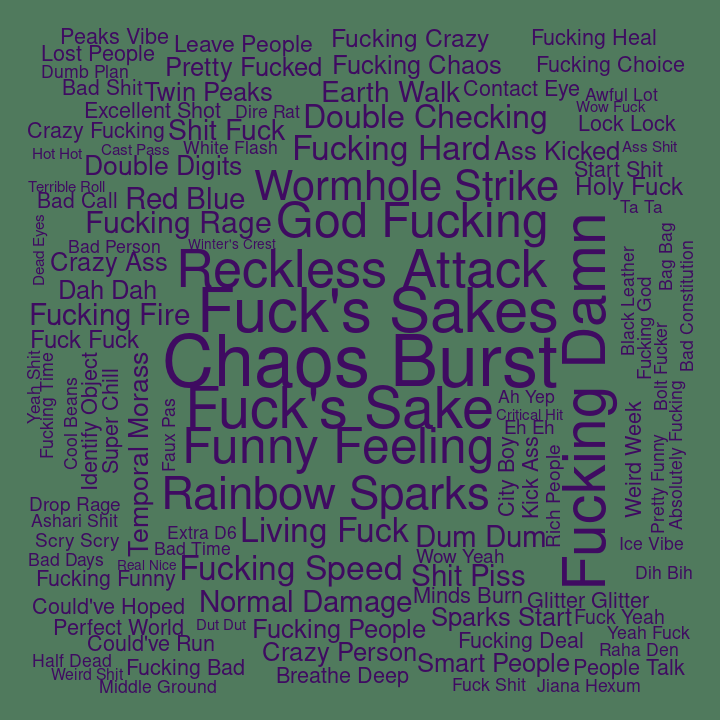 Peaks Vibe
Leave People
Fucking Crazy
Fucking Heal
Lost People
Pretty Fucked
Fucking Chaos
Fucking Choice
Dumb Plan
Bad Shit
Twin Peaks
Earth Walk
Contact Eye
Awful Lot
Wow Fuck
Excellent Shot
Dire Rat
Double Checking
Lock Lock
Crazy Fucking
Shit Fuck
Hot Hot
Cast Pass
White Flash
Fucking Hard
Ass Kicked
Ass Shit
Double Digits
Start Shit
Terrible Roll
Bad Call
Red Blue
Wormhole Strike
Holy Fuck
Ta Ta
Fucking Rage
God Fucking
Dead Eyes
Bad Person
Winter's Crest
Crazy Ass
Reckless Attack
Fucking Damn
Black Leather
Bag Bag
Bad Constitution
Dah Dah
Fucking God
Fucking Fire
Fuck's Sakes
Fuck Fuck
Chaos Burst
Bolt Fucker
Yeah Shit
Fucking Time
Cool Beans
Identify Object
Super Chill
Temporal Morass
Faux Pas
Fuck's Sake
Ah Yep
Critical Hit
Eh Eh
Funny Feeling
City Boy
Kick Ass
Rich People
Weird Week
Pretty Funny
Absolutely Fucking
Rainbow Sparks
Drop Rage
Ashari Shit
Extra D6
Living Fuck
Dum Dum
Scry Scry
Bad Time
Wow Yeah
Ice Vibe
Bad Days
Real Nice
Fucking Speed
Shit Piss
Dih Bih
Fucking Funny
Minds Burn
Could've Hoped
Normal Damage
Glitter Glitter
Sparks Start
Fuck Yeah
Perfect World
Dut Dut
Fucking People
Yeah Fuck
Could've Run
Crazy Person
Fucking Deal
Raha Den
Half Dead
Fucking Bad
Smart People
People Talk
Weird Shit
Breathe Deep
Middle Ground
Fuck Shit
Jiana Hexum